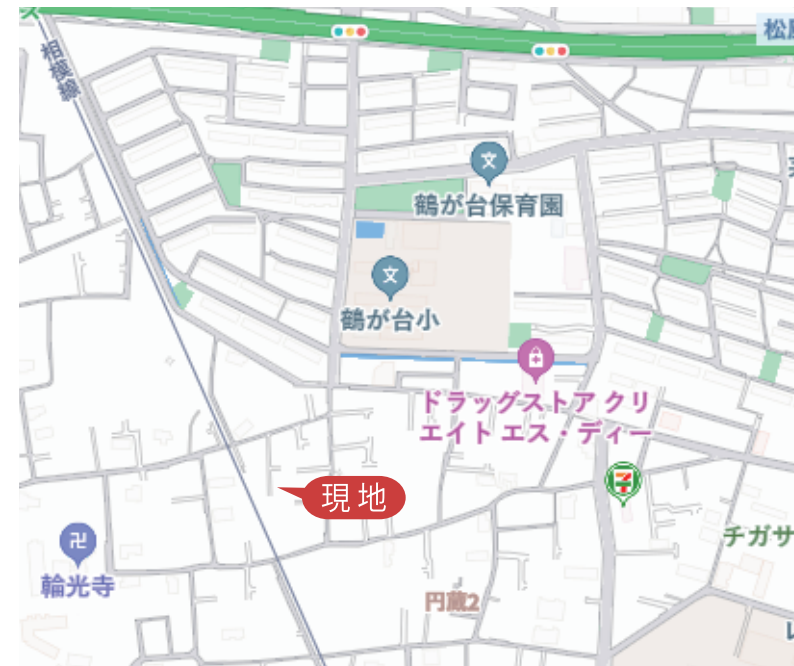 相模線
松
鶴が台保育園
鶴が台小
ドラッグストア クリ
エイト エス・ディー
現地
チガサ
輪光寺
円蔵2